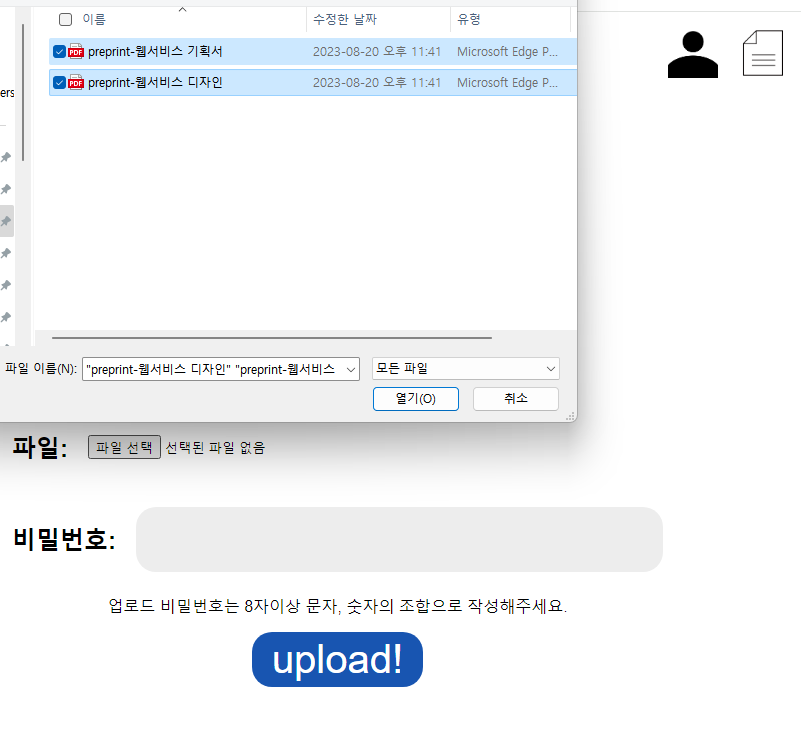 이름 수정한 날짜 유형
preprint-웹서비스 기획서 2023-08-20 오후 11:41 Microsoft Edge P...
preprint-웹서비스 디자인 2023-08-20 오후 11:41 Microsoft Edge P...
ers
파일 이름(N): "preprint-웹서비스 디자인" "preprint-웹서비스 모든 파일
열기(O) 취소
파일: 파일 선택 선택된 파일 없음
비밀번호:
업로드 비밀번호는 8자이상 문자, 숫자의 조합으로 작성해주세요.
upload!